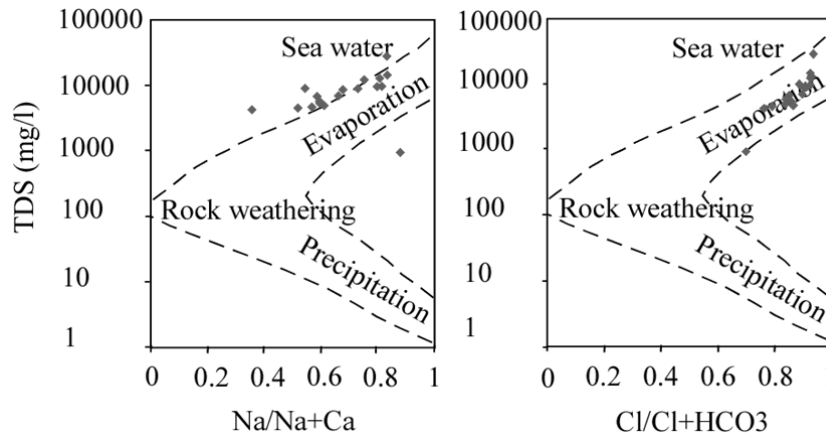 100000
10000
1000
100
10
1
TDS (mg/l)
Sea water
Evaporation
Rock weathering
Precipitation
0 0.2 0.4 0.6 0.8 1
Na/Na+Ca
100000
10000
1000
100
10
1
Sea water
Evaporation
Rock weathering
Precipitation
0 0.2 0.4 0.6 0.8 1
Cl/Cl+HCO3